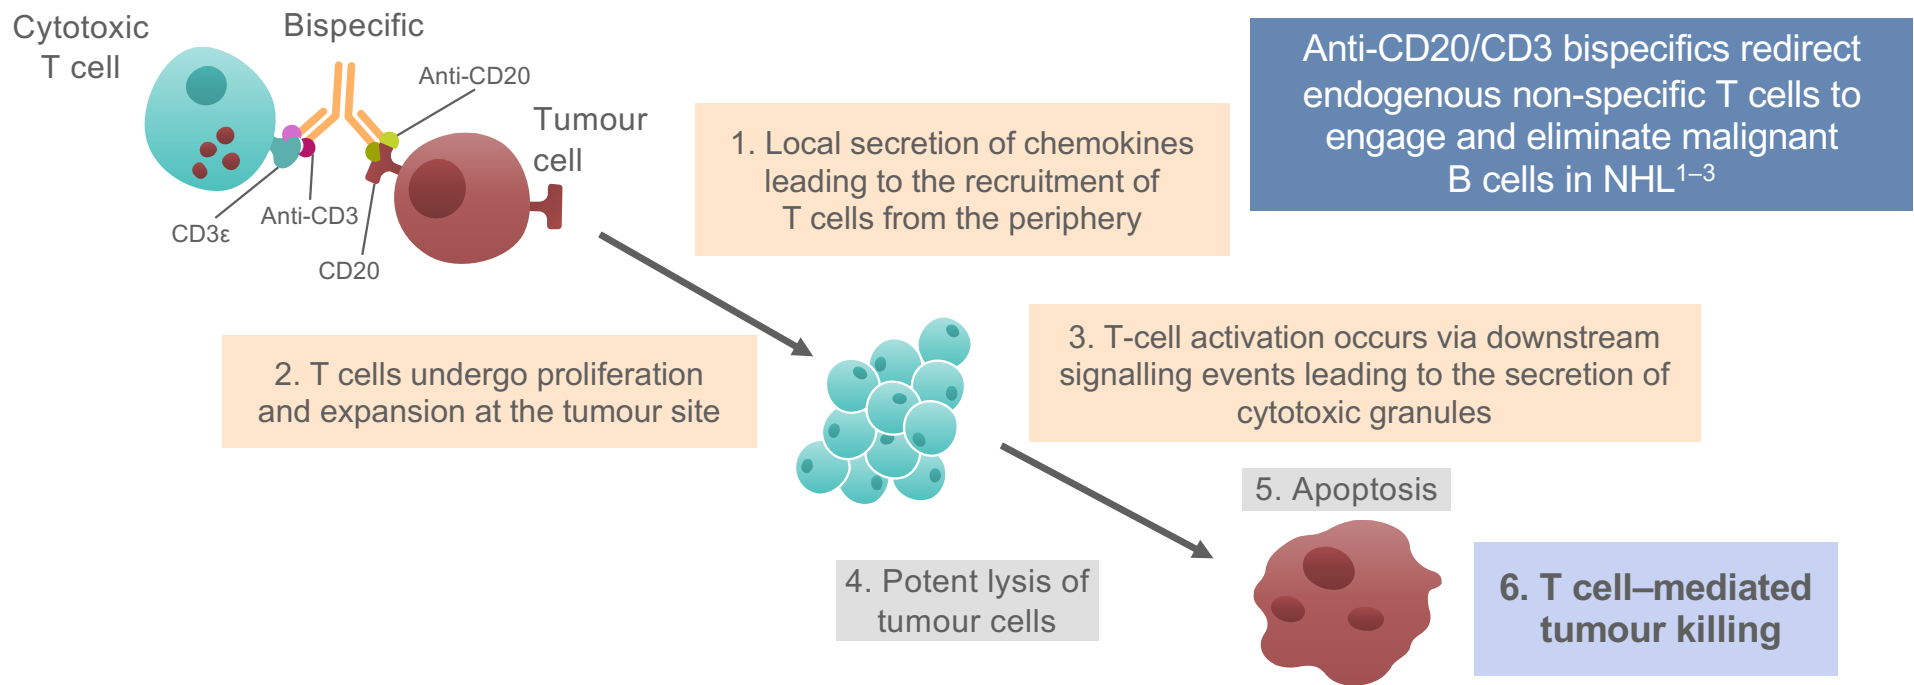 Cytotoxic
T cell
Bispecific
Anti-CD20
Tumour
cell
Anti-CD3
CD3ε
CD20
Anti-CD20/CD3 bispecifics redirect
endogenous non-specific T cells to
engage and eliminate malignant
B cells in NHL¹⁻³
1. Local secretion of chemokines
leading to the recruitment of
T cells from the periphery
2. T cells undergo proliferation
and expansion at the tumour site
3. T-cell activation occurs via downstream
signalling events leading to the secretion of
cytotoxic granules
4. Potent lysis of
tumour cells
5. Apoptosis
6. T cell–mediated
tumour killing